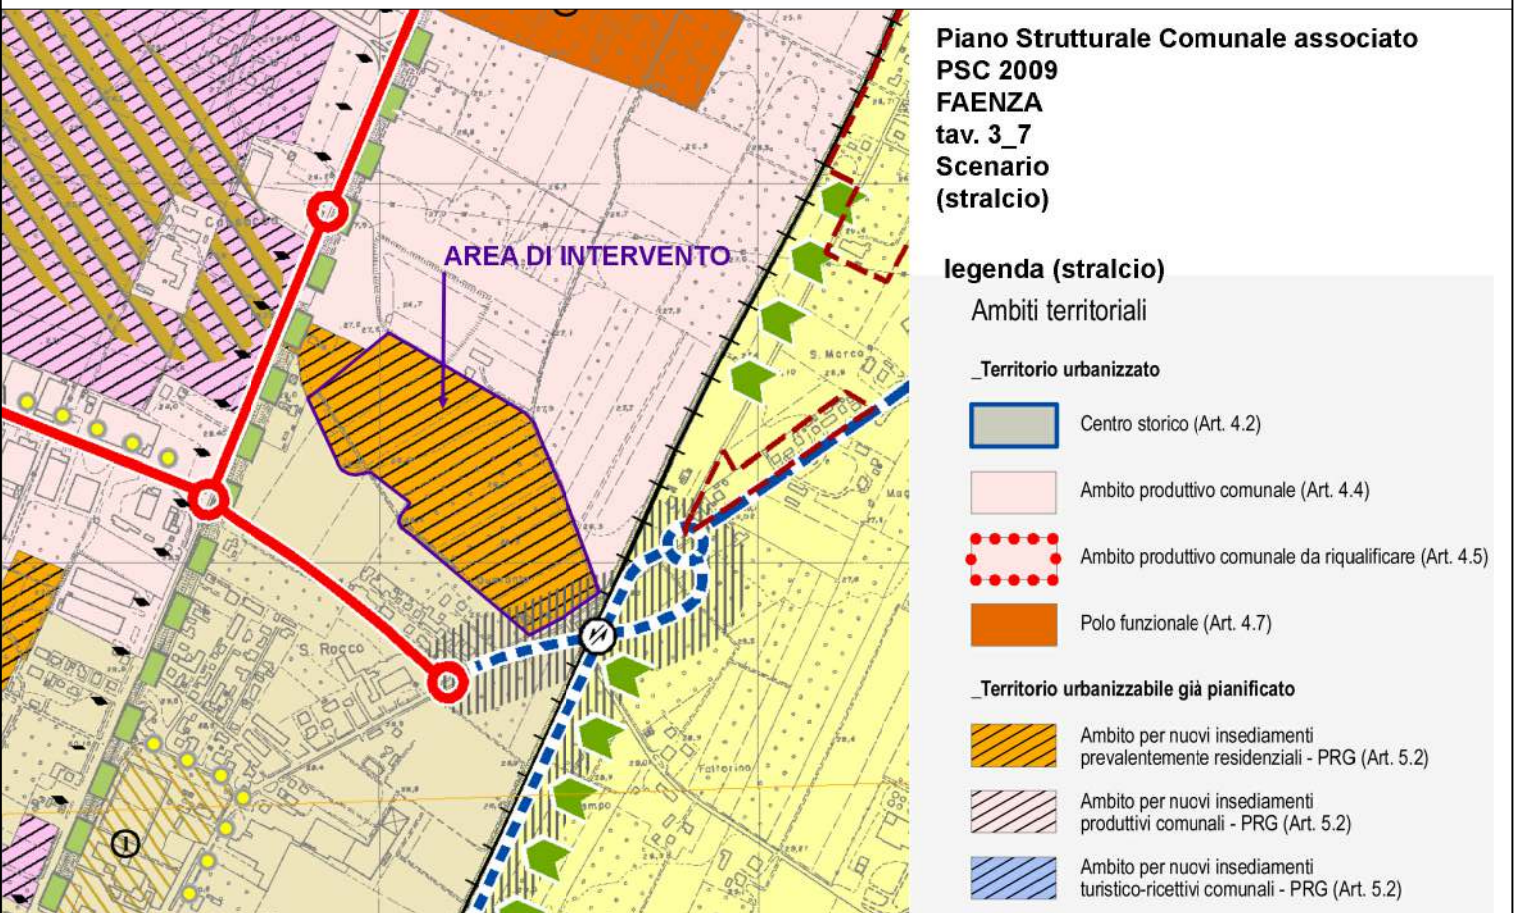 Piano Strutturale Comunale associato
PSC 2009
FAENZA
tav. 3_7
Scenario
(stralcio)
legenda (stralcio)
Ambiti territoriali
_Territorio urbanizzato
Centro storico (Art. 4.2)
Ambito produttivo comunale (Art. 4.4)
Ambito produttivo comunale da riqualificare (Art. 4.5)
Polo funzionale (Art. 4.7)
_Territorio urbanizzabile già pianificato
Ambito per nuovi insediamenti
prevalentemente residenziali - PRG (Art. 5.2)
Ambito per nuovi insediamenti
produttivi comunali - PRG (Art. 5.2)
Ambito per nuovi insediamenti
turistico-ricettivi comunali - PRG (Art. 5.2)
AREA DI INTERVENTO
S. Marco
S. Rocco
Fattorino
1